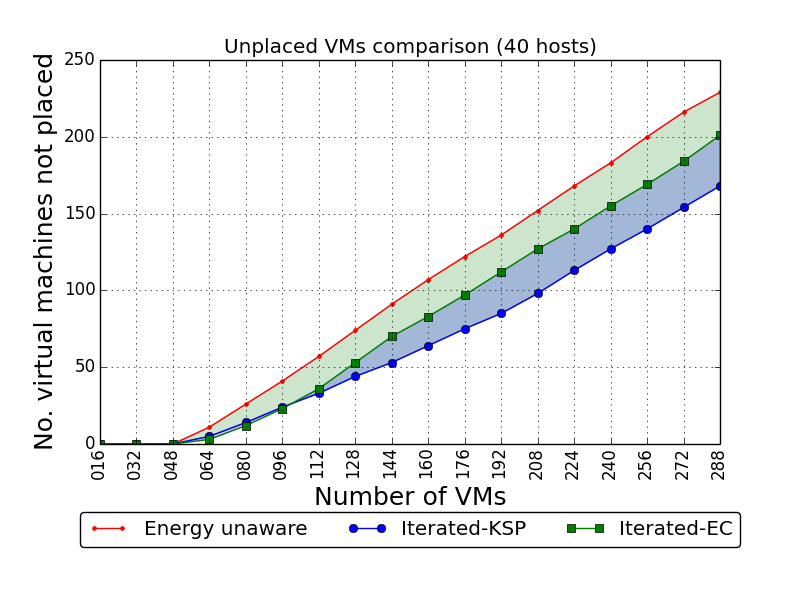 Unplaced VMs comparison (40 hosts)
No. virtual machines not placed
250
200
150
100
50
0
016 032 048 064 080 096 112 128 144 160 176 192 208 224 240 256 272 288
Number of VMs
Energy unaware Iterated-KSP Iterated-EC